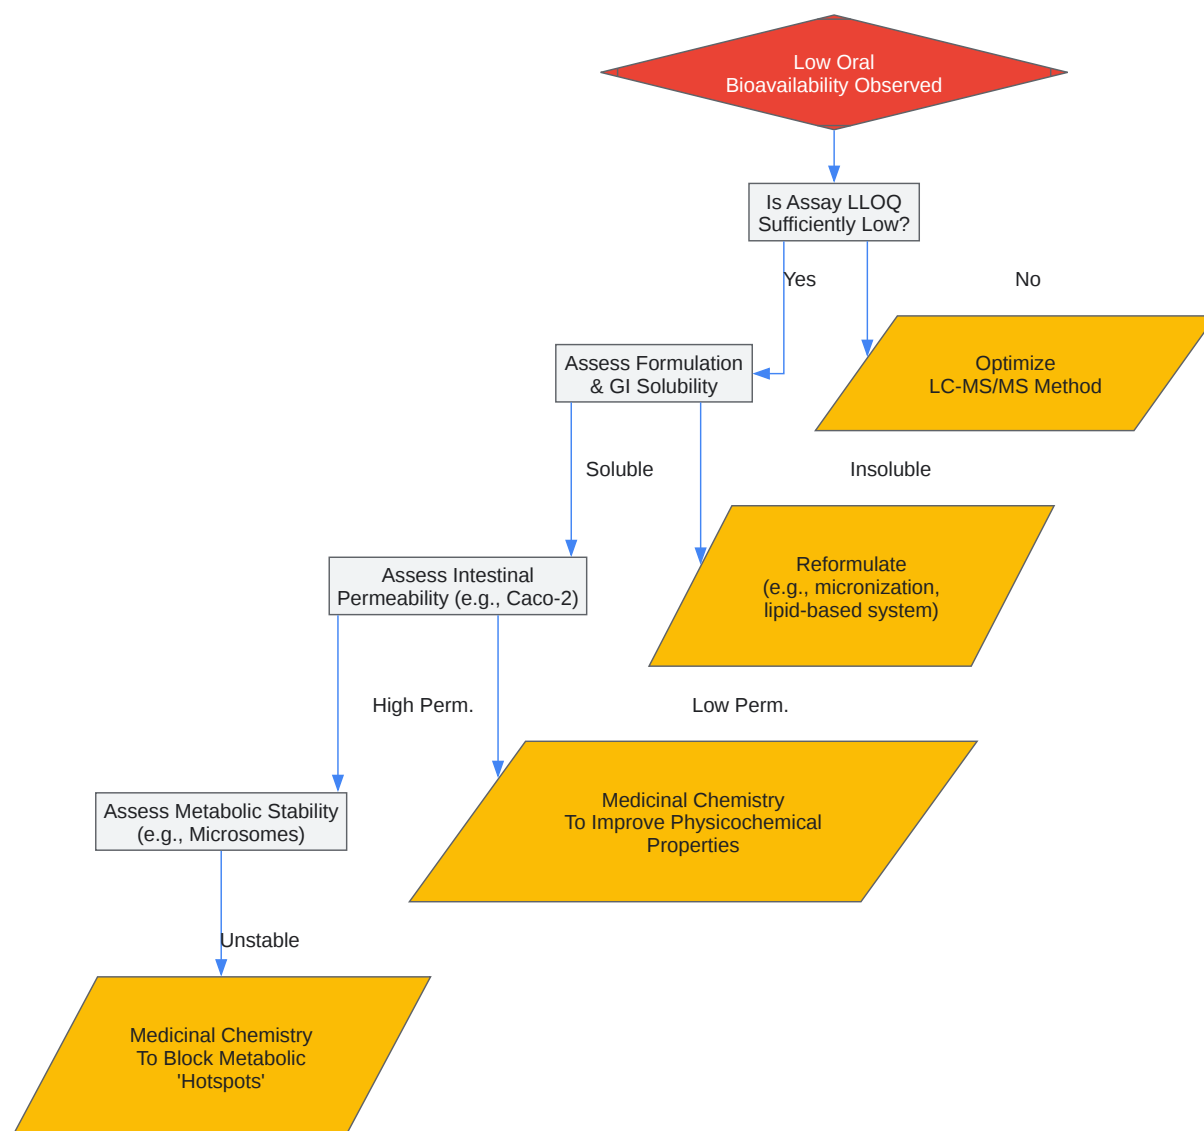 Low Oral
Bioavailability Observed
Is Assay LLOQ
Sufficiently Low?
Yes
No
Assess Formulation
& GI Solubility
Optimize
LC-MS/MS Method
Soluble
Insoluble
Assess Intestinal
Permeability (e.g., Caco-2)
Reformulate
(e.g., micronization,
lipid-based system)
High Perm.
Low Perm.
Assess Metabolic Stability
(e.g., Microsomes)
Medicinal Chemistry
To Improve Physicochemical
Properties
Unstable
Medicinal Chemistry
To Block Metabolic
'Hotspots'